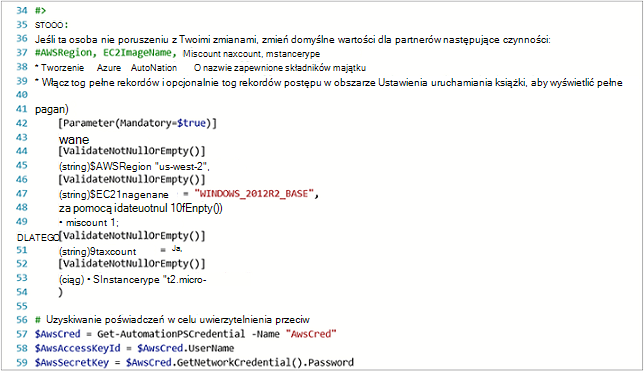 34 #>
35 STOOO:
36 Jeśli ta osoba nie poruszeniu z Twoimi zmianami, zmień domyślne wartości dla partnerów następujące czynności:
37 #AWSRegion, EC2ImageName, Miscount naxcount, mstancerype
38 * Tworzenie Azure AutoNation O nazwie zapewnione składników majątku
39 * Włącz tog pełne rekordów i opcjonalnie tog rekordów postępu w obszarze Ustawienia uruchamiania książki, aby wyświetlić pełne
40
41 pagan)
42 [Parameter(Mandatory=$true)]
43 wane
44 [ValidateNotNullOrEmpty()]
45 (string)$AWSRegion "us-west-2",
46 [ValidateNotNullOrEmpty()]
47 (string)$EC21nagenane = "WINDOWS_2012R2_BASE",
48 za pomocą idateuotnul 10fEnpty())
49 • miscount 1;
DLATEGO [ValidateNotNullOrEmpty()]
51 (string)9taxcount = Ja,
52 [ValidateNotNullOrEmpty()]
53 (ciąg) • SInstancerype "t2.micro-
54 )
55
56 # Uzyskiwanie poświadczeń w celu uwierzytelnienia przeciw
57 $AwsCred = Get-AutomationPSCredential -Name "AwsCred"
58 $AwsAccessKeyId = $AwsCred.UserName
59 $AwsSecretKey = $AwsCred.GetNetworkCredential().Password